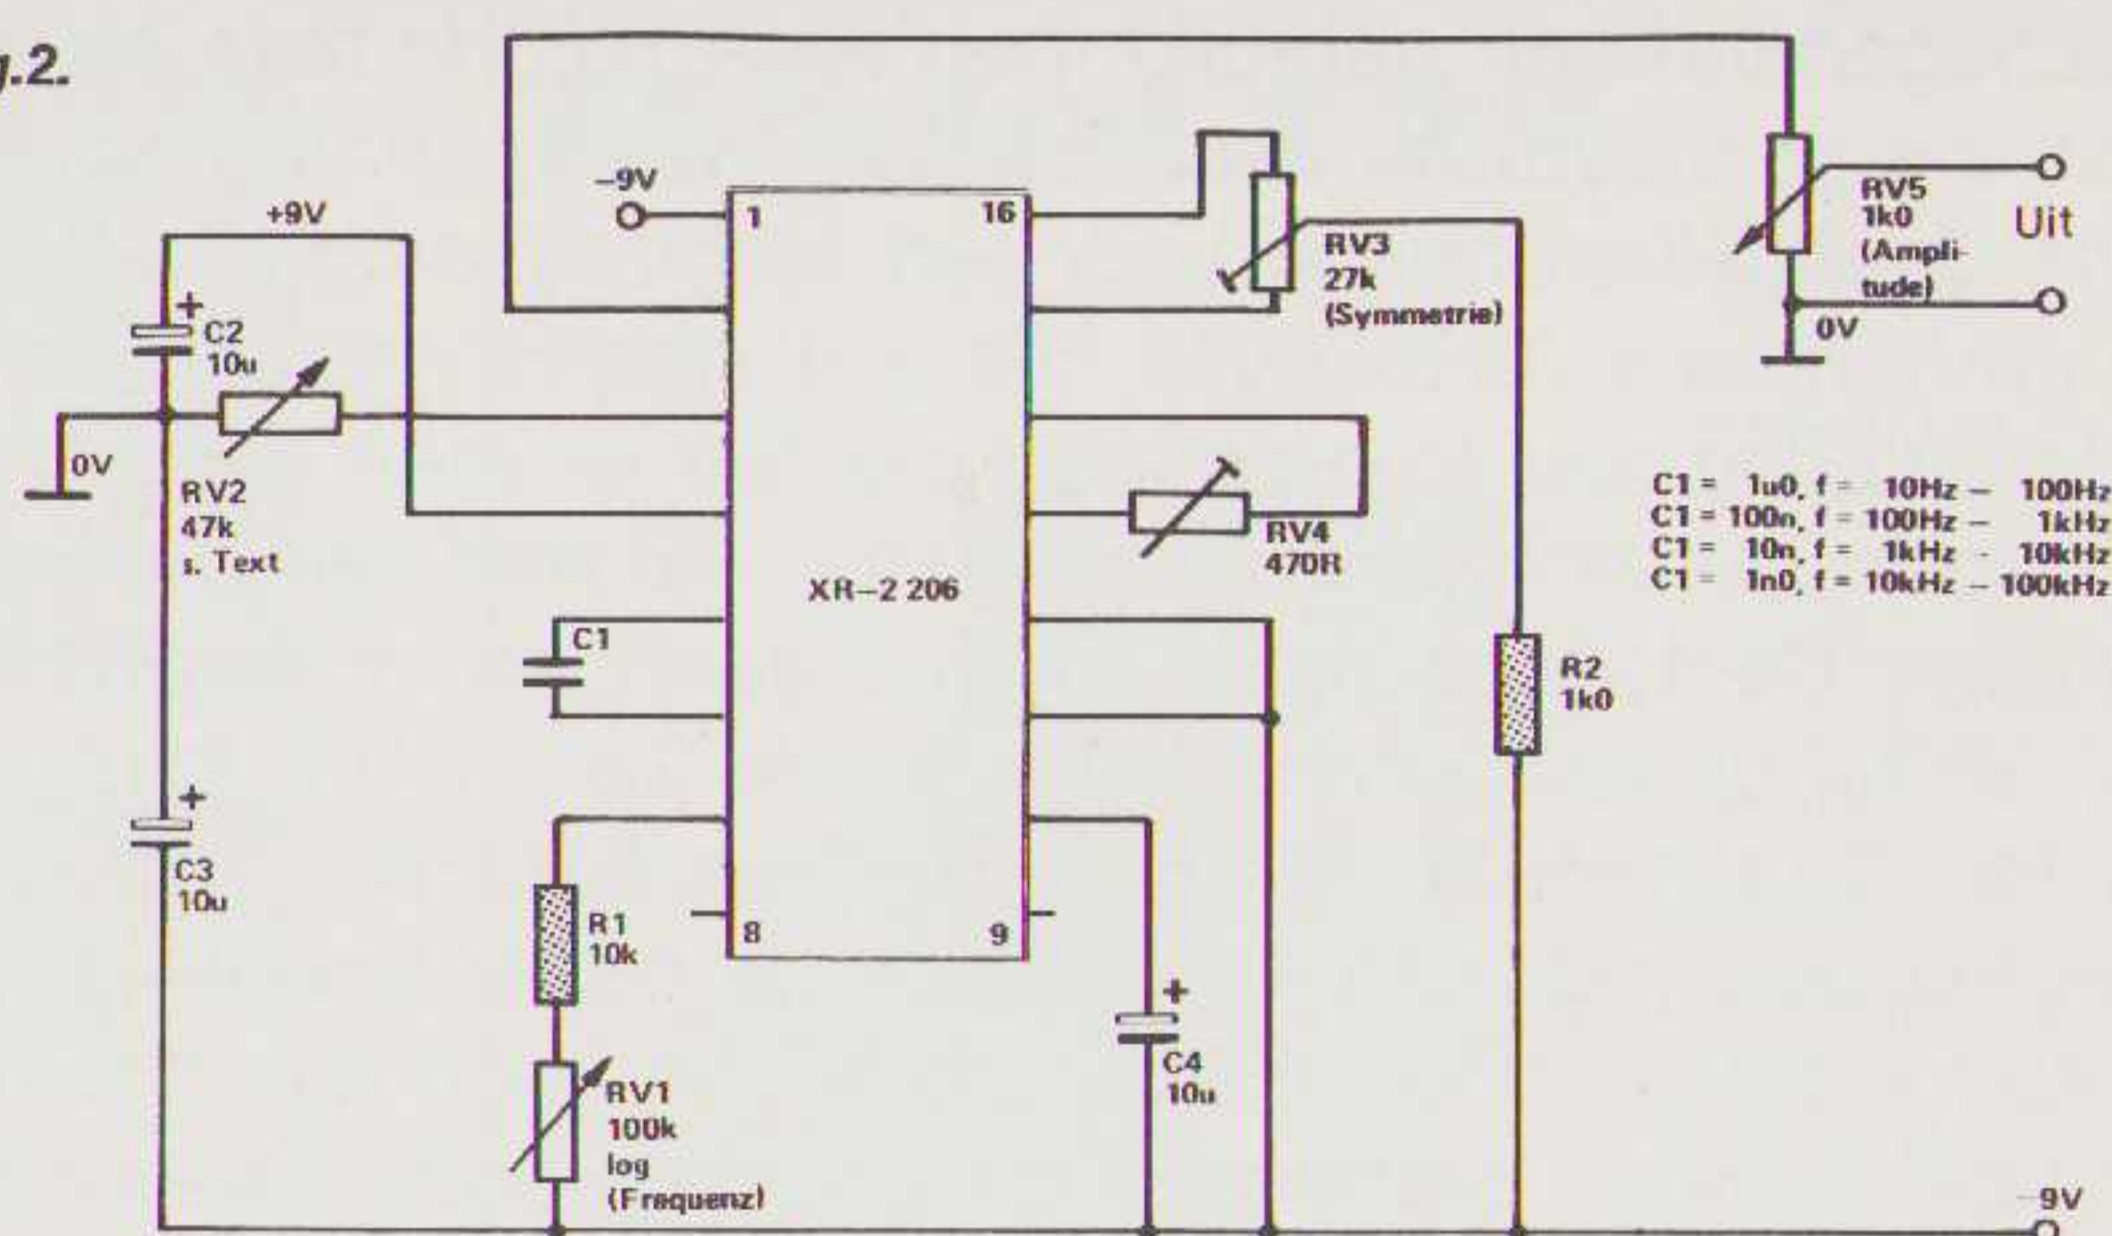 g.2.
-9V
+9V
1
16
RV5
1k0
(Ampli-
tude)
Uit
0V
RV3
27k
(Symmetrie)
+
C2
10u
0V
RV2
47k
s. Text
RV4
470R
C1 = 1u0, f = 10Hz - 100Hz
C1 = 100n, f = 100Hz - 1kHz
C1 = 10n, f = 1kHz - 10kHz
C1 = 1n0, f = 10kHz - 100kHz
XR-2 206
C1
R2
1k0
+
C3
10u
R1
10k
8
9
+
C4
10u
RV1
100k
log
(Frequenz)
-9V